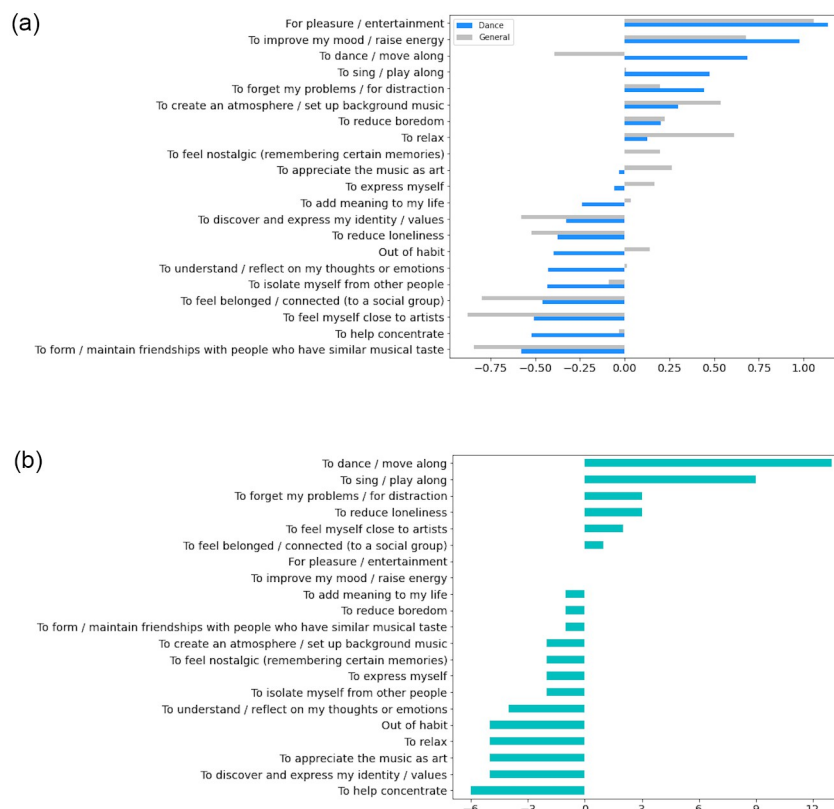 (a)
For pleasure / entertainment
To improve my mood / raise energy
To dance / move along
To sing / play along
To forget my problems / for distraction
To create an atmosphere / set up background music
To reduce boredom
To relax
To feel nostalgic (remembering certain memories)
To appreciate the music as art
To express myself
To add meaning to my life
To discover and express my identity / values
To reduce loneliness
Out of habit
To understand / reflect on my thoughts or emotions
To isolate myself from other people
To feel belonged / connected (to a social group)
To feel myself close to artists
To help concentrate
To form / maintain friendships with people who have similar musical taste
Dance
General
−0.75 −0.50 −0.25 0.00 0.25 0.50 0.75 1.00
(b)
To dance / move along
To sing / play along
To forget my problems / for distraction
To reduce loneliness
To feel myself close to artists
To feel belonged / connected (to a social group)
For pleasure / entertainment
To improve my mood / raise energy
To add meaning to my life
To reduce boredom
To form / maintain friendships with people who have similar musical taste
To create an atmosphere / set up background music
To feel nostalgic (remembering certain memories)
To express myself
To isolate myself from other people
To understand / reflect on my thoughts or emotions
Out of habit
To relax
To appreciate the music as art
To discover and express my identity / values
To help concentrate
−6 −3 0 3 6 9 12